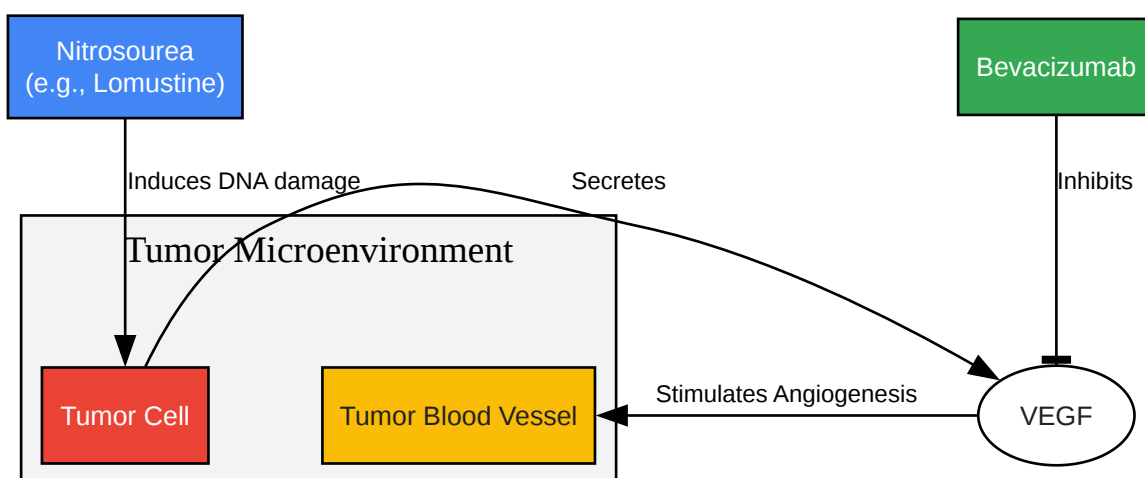 Nitrosourea
(e.g., Lomustine)
Bevacizumab
Induces DNA damage
Secretes
Inhibits
Tumor Microenvironment
Tumor Cell
Tumor Blood Vessel
Stimulates Angiogenesis
VEGF